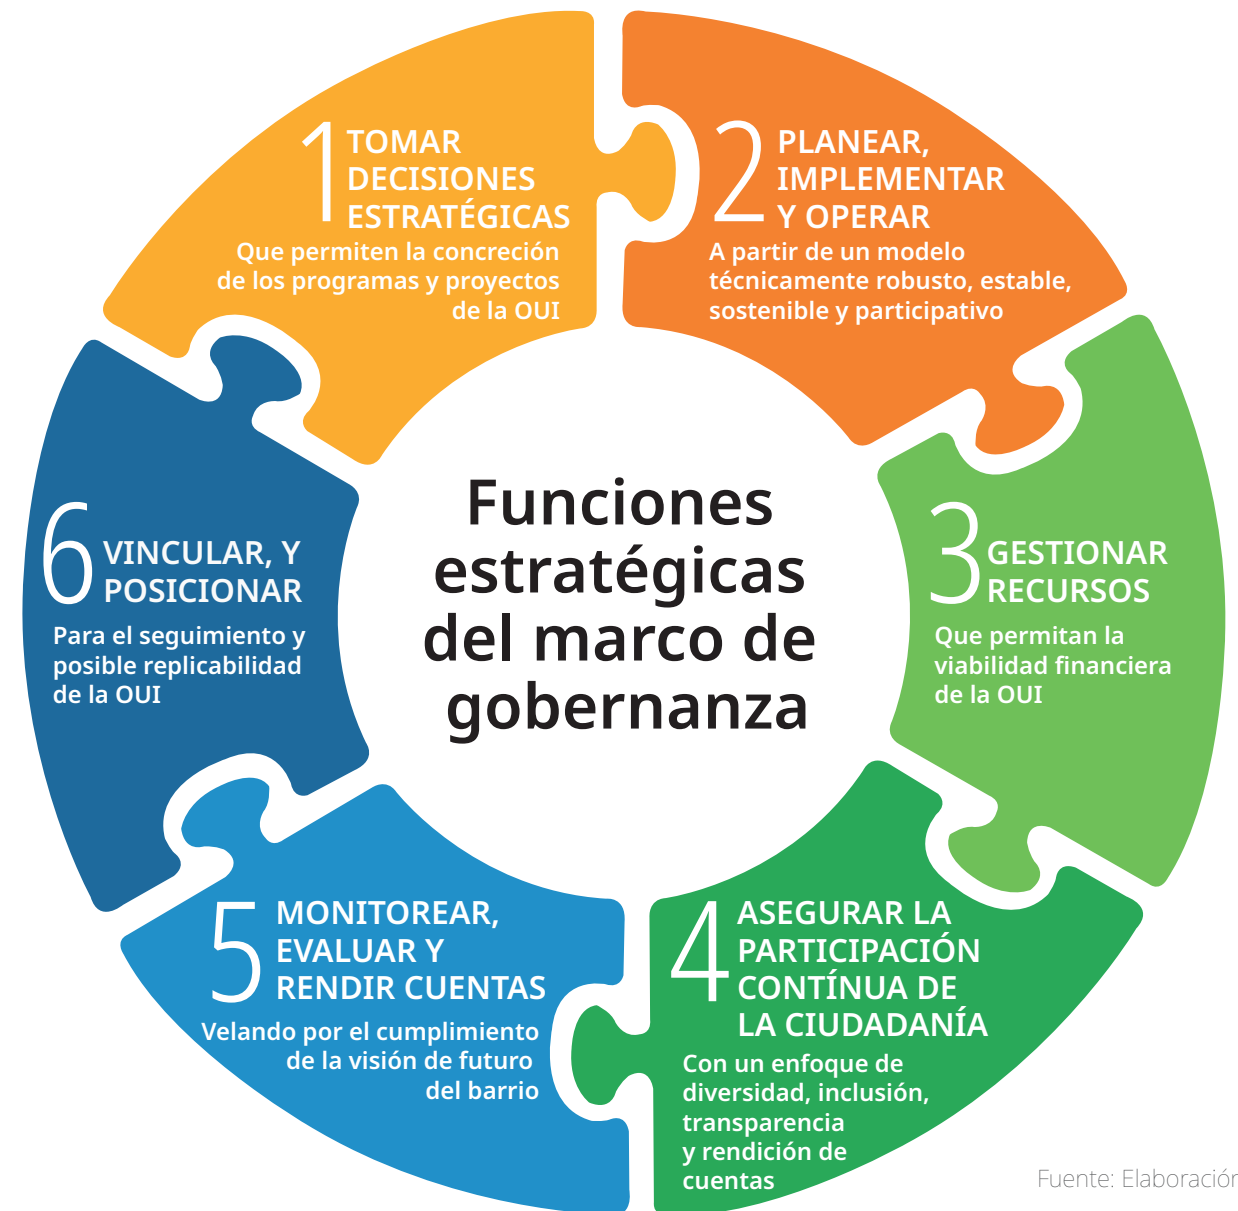 1
TOMAR
DECISIONES
ESTRATÉGICAS
Que permiten la concreción
de los programas y proyectos
de la OUI
2
PLANEAR,
IMPLEMENTAR
Y OPERAR
A partir de un modelo
técnicamente robusto, estable,
sostenible y participativo
3
GESTIONAR
RECURSOS
Que permitan la
viabilidad financiera
de la OUI
4
ASEGURAR LA
PARTICIPACIÓN
CONTÍNUA DE
LA CIUDADANÍA
Con un enfoque de
diversidad, inclusión,
transparencia
y rendición de
cuentas
5
MONITOREAR,
EVALUAR Y
RENDIR CUENTAS
Velando por el cumplimiento
de la visión de futuro
del barrio
6
VINCULAR, Y
POSICIONAR
Para el seguimiento y
posible replicabilidad
de la OUI
Funciones
estratégicas
del marco de
gobernanza
Fuente: Elaboración